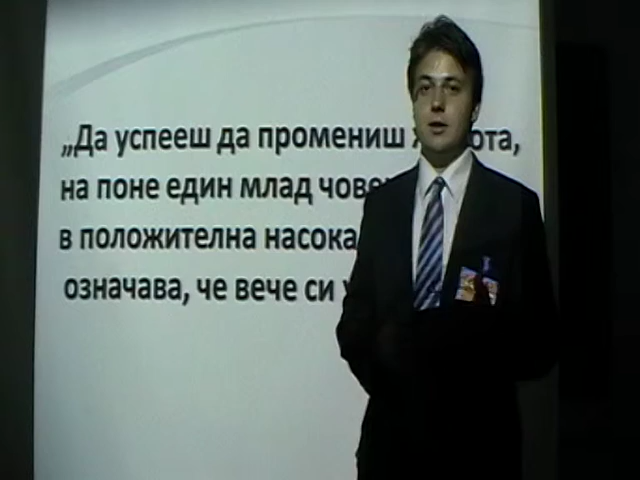 „Да успееш да промениш
на поне един млад
в положителна насока
означава, че вече си